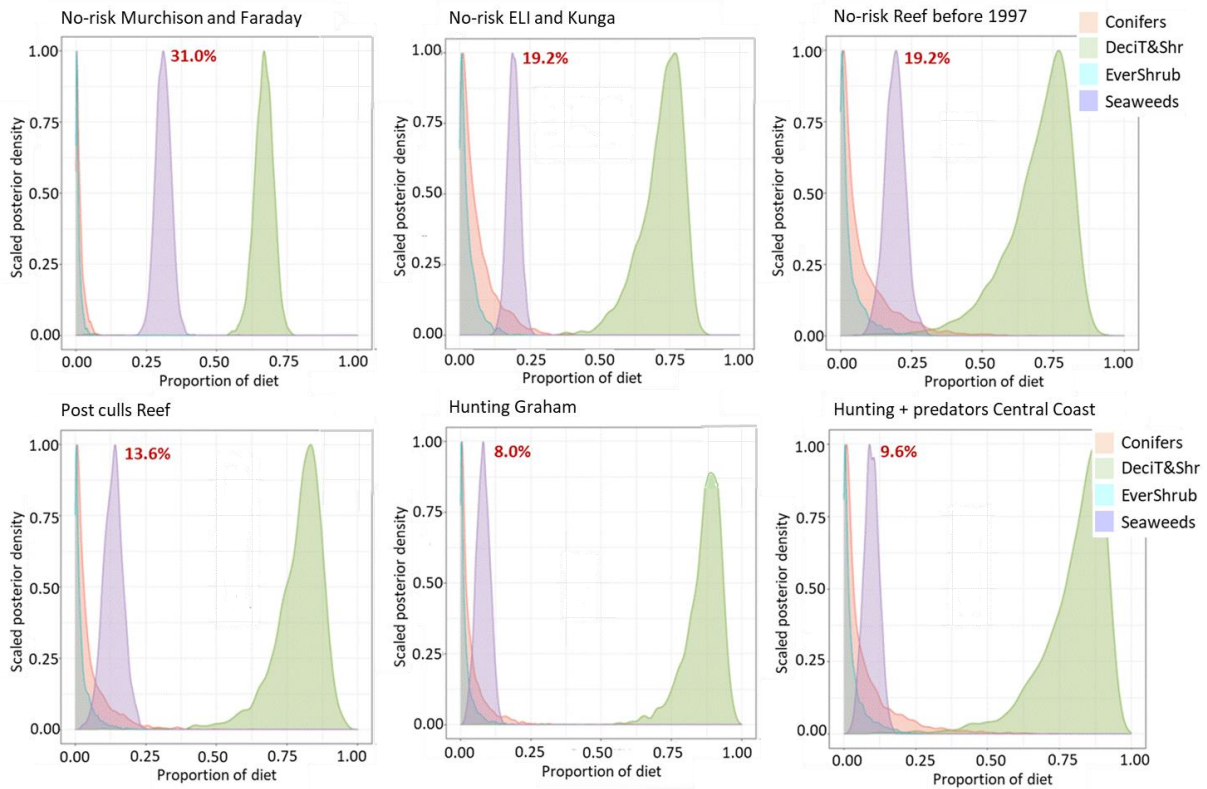 No-risk Murchison and Faraday
No-risk ELI and Kunga
No-risk Reef before 1997
Conifers
DeciT&Shr
EverShrub
Seaweeds
1.00
0.75
0.50
0.25
0.00
Scaled posterior density
31.0%
0.00 0.25 0.50 0.75 1.00
Proportion of diet
1.00
0.75
0.50
0.25
0.00
Scaled posterior density
19.2%
0.00 0.25 0.50 0.75 1.00
Proportion of diet
1.00
0.75
0.50
0.25
0.00
Scaled posterior density
19.2%
0.00 0.25 0.50 0.75 1.00
Proportion of diet
Post culls Reef
Hunting Graham
Hunting + predators Central Coast
Conifers
DeciT&Shr
EverShrub
Seaweeds
1.00
0.75
0.50
0.25
0.00
Scaled posterior density
13.6%
0.00 0.25 0.50 0.75 1.00
Proportion of diet
1.00
0.75
0.50
0.25
0.00
Scaled posterior density
8.0%
0.00 0.25 0.50 0.75 1.00
Proportion of diet
1.00
0.75
0.50
0.25
0.00
Scaled posterior density
9.6%
0.00 0.25 0.50 0.75 1.00
Proportion of diet